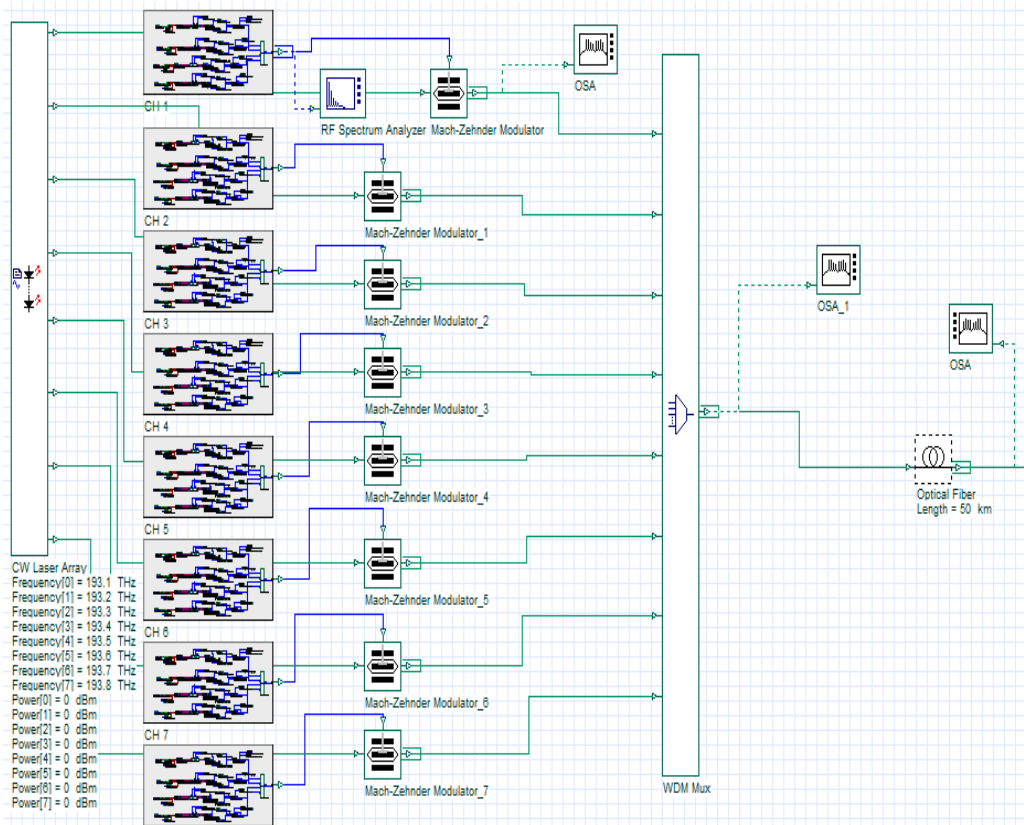 CH 1
RF Spectrum Analyzer
Mach-Zehnder Modulator
OSA
CH 2
Mach-Zehnder Modulator_1
CH 3
Mach-Zehnder Modulator_2
OSA_1
CH 4
Mach-Zehnder Modulator_3
OSA
CH 5
Mach-Zehnder Modulator_4
Optical Fiber
Length = 50 km
CH 6
Mach-Zehnder Modulator_5
CH 7
Mach-Zehnder Modulator_6
Mach-Zehnder Modulator_7
WDM Mux
CW Laser Array
Frequency[0] = 193.1 THz
Frequency[1] = 193.2 THz
Frequency[2] = 193.3 THz
Frequency[3] = 193.4 THz
Frequency[4] = 193.5 THz
Frequency[5] = 193.6 THz
Frequency[6] = 193.7 THz
Frequency[7] = 193.8 THz
Power[0] = 0 dBm
Power[1] = 0 dBm
Power[2] = 0 dBm
Power[3] = 0 dBm
Power[4] = 0 dBm
Power[5] = 0 dBm
Power[6] = 0 dBm
Power[7] = 0 dBm